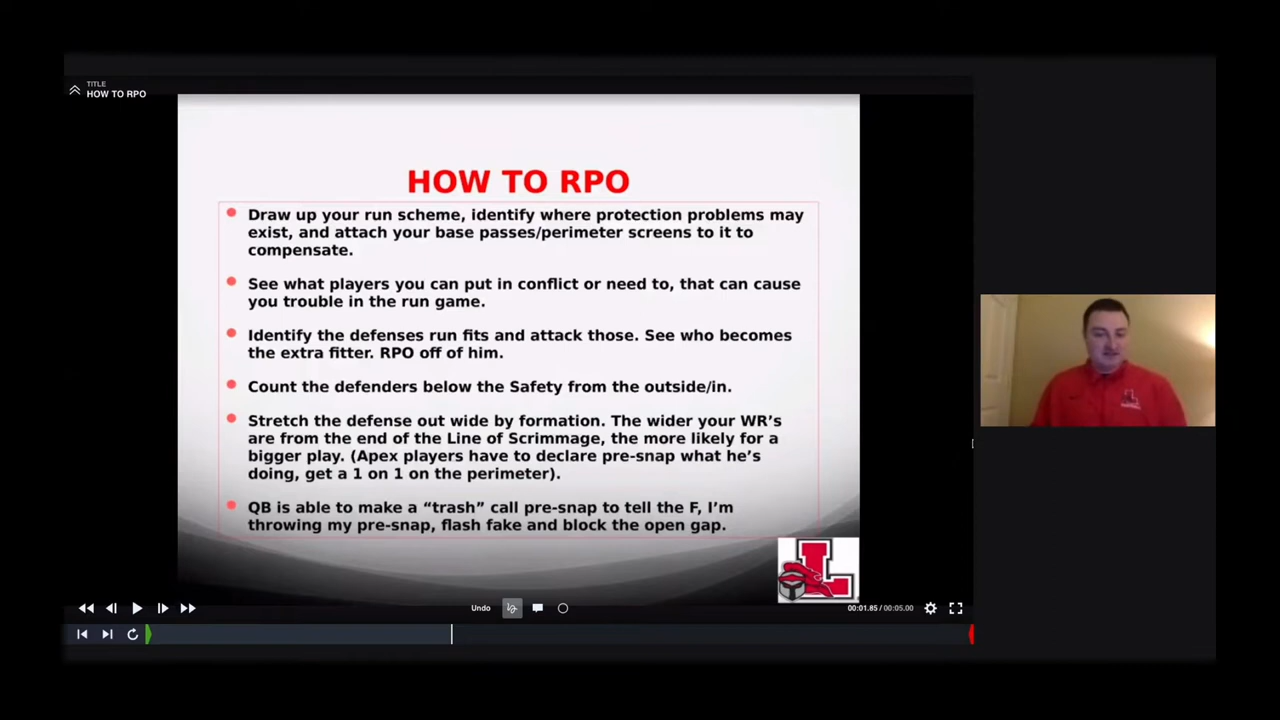 TITLE
HOW TO RPO
HOW TO RPO
Draw up your run scheme, identify where protection problems may
exist, and attach your base passes/perimeter screens to it to
compensate.
See what players you can put in conflict or need to, that can cause
you trouble in the run game.
Identify the defenses run fits and attack those. See who becomes
the extra fitter. RPO off of him.
Count the defenders below the Safety from the outside/in.
Stretch the defense out wide by formation. The wider your WR's
are from the end of the Line of Scrimmage, the more likely for a
bigger play. (Apex players have to declare pre-snap what he's
doing, get a 1 on 1 on the perimeter).
QB is able to make a “trash” call pre-snap to tell the F, I’m
throwing my pre-snap, flash fake and block the open gap.
L
Undo
00:01.85 / 00:05.00